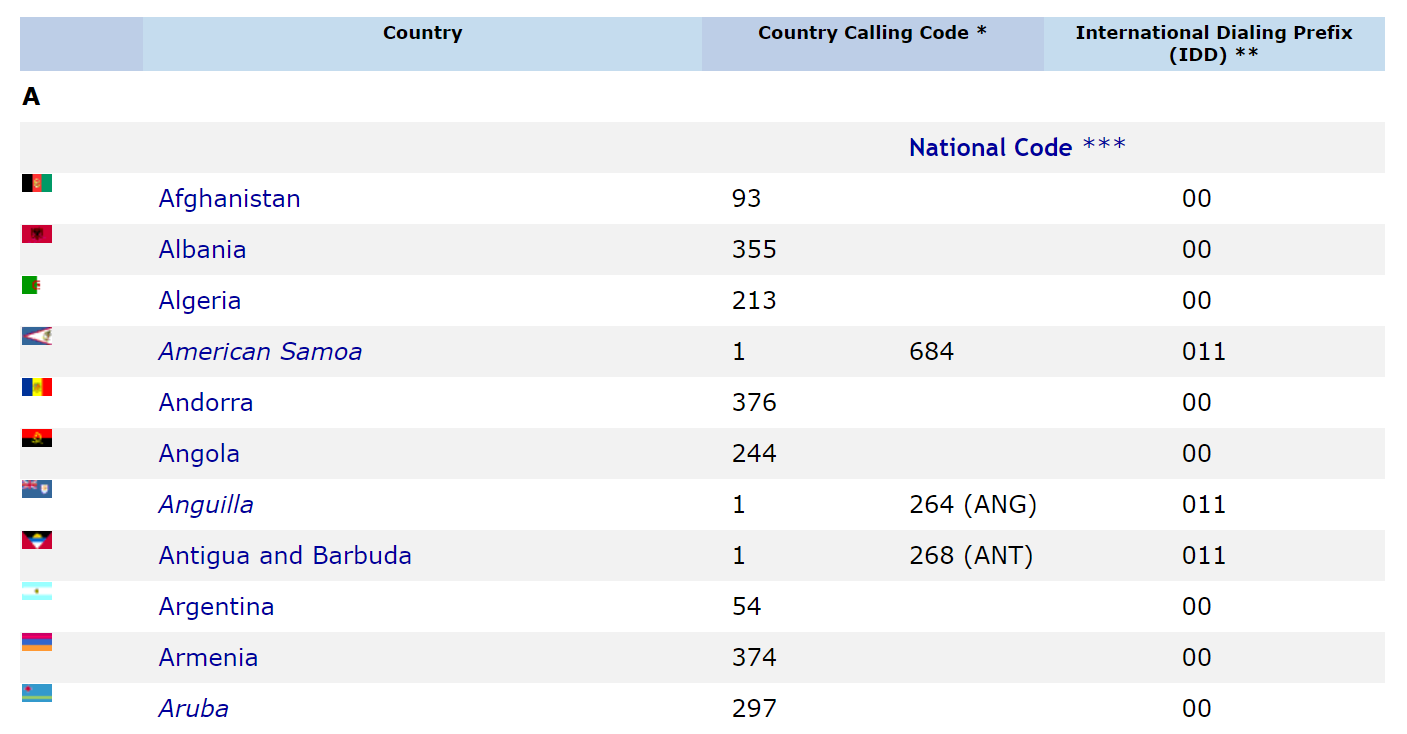 Country Country Calling Code * International Dialing Prefix
(IDD) **
A
National Code ***
Afghanistan 93 00
Albania 355 00
Algeria 213 00
American Samoa 1 684 011
Andorra 376 00
Angola 244 00
Anguilla 1 264 (ANG) 011
Antigua and Barbuda 1 268 (ANT) 011
Argentina 54 00
Armenia 374 00
Aruba 297 00